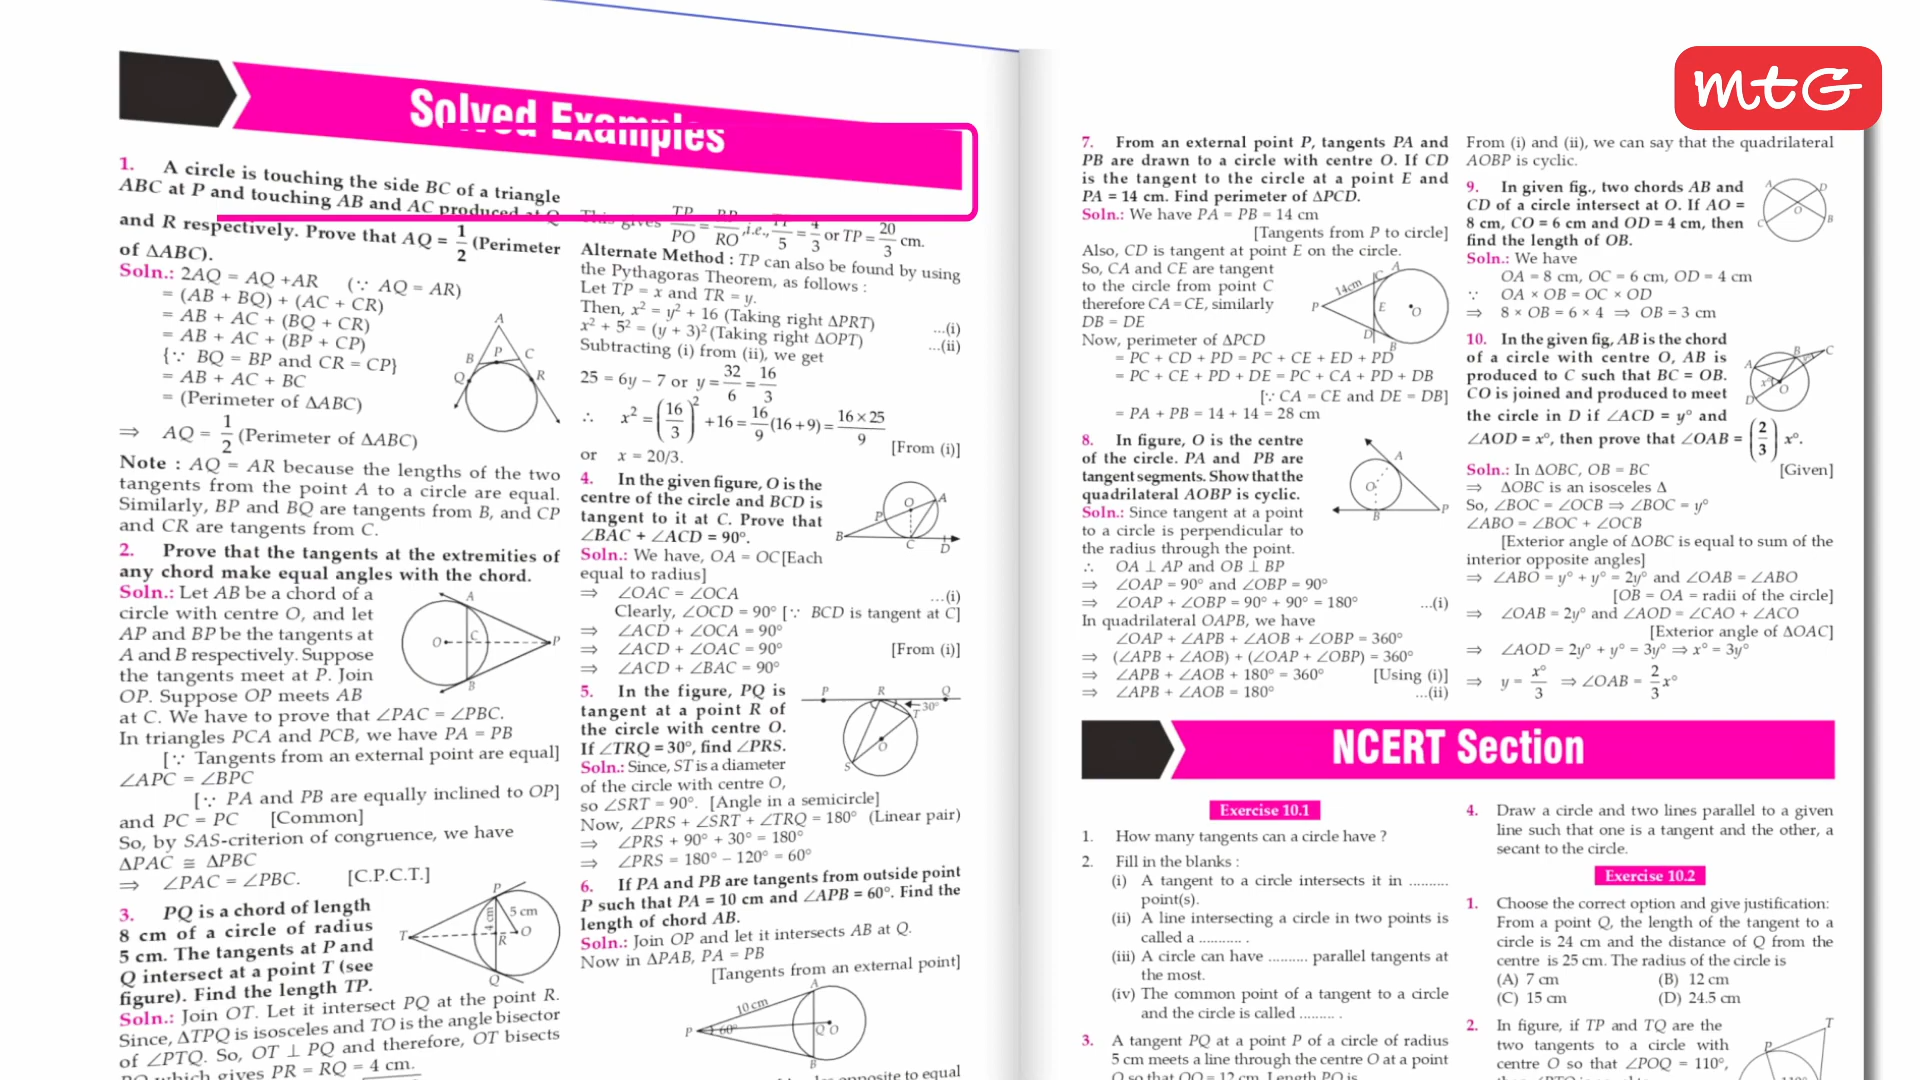 mtG
Solved Examples
1. A circle is touching the side BC of a triangle
ABC at P and touching AB and AC produced at Q
and R respectively. Prove that AQ = 1/2 (Perimeter
of ΔABC).
Soln.: 2AQ = AQ +AR (∵ AQ = AR)
= (AB + BQ) + (AC + CR)
= AB + AC + (BQ + CR)
= AB + AC + (BP + CP)
{∵ BQ = BP and CR = CP}
= AB + AC + BC
= (Perimeter of ΔABC)
⇒ AQ = 1/2 (Perimeter of ΔABC)
A
B P C
Q R
Note : AQ = AR because the lengths of the two
tangents from the point A to a circle are equal.
Similarly, BP and BQ are tangents from B, and CP
and CR are tangents from C.
2. Prove that the tangents at the extremities of
any chord make equal angles with the chord.
Soln.: Let AB be a chord of a
circle with centre O, and let
AP and BP be the tangents at
A and B respectively. Suppose
the tangents meet at P. Join
OP. Suppose OP meets AB
at C. We have to prove that ∠PAC = ∠PBC.
A
O C P
B
In triangles PCA and PCB, we have PA = PB
[∵ Tangents from an external point are equal]
∠APC = ∠BPC
[∵ PA and PB are equally inclined to OP]
and PC = PC [Common]
So, by SAS-criterion of congruence, we have
ΔPAC ≅ ΔPBC
⇒ ∠PAC = ∠PBC. [C.P.C.T.]
3. PQ is a chord of length
8 cm of a circle of radius
5 cm. The tangents at P and
Q intersect at a point T (see
figure). Find the length TP.
P
5 cm
T R O
Q
Soln.: Join OT. Let it intersect PQ at the point R.
Since, ΔTPQ is isosceles and TO is the angle bisector
of ∠PTQ. So, OT ⊥ PQ and therefore, OT bisects
which gives PR = RQ = 4 cm.
This gives TP/PO = RP/RO, i.e., TP/5 = 4/3 or TP = 20/3 cm.
Alternate Method : TP can also be found by using
the Pythagoras Theorem, as follows :
Let TP = x and TR = y.
Then, x² = y² + 16 (Taking right ΔPRT) ...(i)
x² + 5² = (y + 3)² (Taking right ΔOPT) ...(ii)
Subtracting (i) from (ii), we get
25 = 6y − 7 or y = 32/6 = 16/3
∴ x² = (16/3)² + 16 = 16/9 (16 + 9) = 16 × 25/9
[From (i)]
or x = 20/3.
4. In the given figure, O is the
centre of the circle and BCD is
tangent to it at C. Prove that
∠BAC + ∠ACD = 90°.
O A
P
B C D
Soln.: We have, OA = OC[Each
equal to radius]
⇒ ∠OAC = ∠OCA ...(i)
Clearly, ∠OCD = 90° [∵ BCD is tangent at C]
⇒ ∠ACD + ∠OCA = 90°
⇒ ∠ACD + ∠OAC = 90° [From (i)]
⇒ ∠ACD + ∠BAC = 90°
5. In the figure, PQ is
tangent at a point R of
the circle with centre O.
If ∠TRQ = 30°, find ∠PRS.
P R Q
30°
T
O
S
Soln.: Since, ST is a diameter
of the circle with centre O,
so ∠SRT = 90°. [Angle in a semicircle]
Now, ∠PRS + ∠SRT + ∠TRQ = 180° (Linear pair)
⇒ ∠PRS + 90° + 30° = 180°
⇒ ∠PRS = 180° − 120° = 60°
6. If PA and PB are tangents from outside point
P such that PA = 10 cm and ∠APB = 60°. Find the
length of chord AB.
Soln.: Join OP and let it intersects AB at Q.
Now in ΔPAB, PA = PB
[Tangents from an external point]
A
10 cm
P 60° Q O
B
opposite to equal
7. From an external point P, tangents PA and
PB are drawn to a circle with centre O. If CD
is the tangent to the circle at a point E and
PA = 14 cm. Find perimeter of ΔPCD.
Soln.: We have PA = PB = 14 cm
[Tangents from P to circle]
Also, CD is tangent at point E on the circle.
So, CA and CE are tangent
to the circle from point C
therefore CA = CE, similarly
DB = DE
A
C
14cm
P E O
D
B
Now, perimeter of ΔPCD
= PC + CD + PD = PC + CE + ED + PD
= PC + CE + PD + DE = PC + CA + PD + DB
[∵ CA = CE and DE = DB]
= PA + PB = 14 + 14 = 28 cm
8. In figure, O is the centre
of the circle. PA and PB are
tangent segments. Show that the
quadrilateral AOBP is cyclic.
A
O
B P
Soln.: Since tangent at a point
to a circle is perpendicular to
the radius through the point.
∴ OA ⊥ AP and OB ⊥ BP
⇒ ∠OAP = 90° and ∠OBP = 90°
⇒ ∠OAP + ∠OBP = 90° + 90° = 180° ...(i)
In quadrilateral OAPB, we have
∠OAP + ∠APB + ∠AOB + ∠OBP = 360°
⇒ (∠APB + ∠AOB) + (∠OAP + ∠OBP) = 360°
⇒ ∠APB + ∠AOB + 180° = 360° [Using (i)]
⇒ ∠APB + ∠AOB = 180° ...(ii)
From (i) and (ii), we can say that the quadrilateral
AOBP is cyclic.
9. In given fig., two chords AB and
CD of a circle intersect at O. If AO =
8 cm, CO = 6 cm and OD = 4 cm, then
find the length of OB.
A D
O
C B
Soln.: We have
OA = 8 cm, OC = 6 cm, OD = 4 cm
∵ OA × OB = OC × OD
⇒ 8 × OB = 6 × 4 ⇒ OB = 3 cm
10. In the given fig, AB is the chord
of a circle with centre O, AB is
produced to C such that BC = OB.
CO is joined and produced to meet
the circle in D if ∠ACD = y° and
∠AOD = x°, then prove that ∠OAB = (2/3) x°.
B C
A
x° O
D
Soln.: In ΔOBC, OB = BC [Given]
⇒ ΔOBC is an isosceles Δ
So, ∠BOC = ∠OCB ⇒ ∠BOC = y°
∠ABO = ∠BOC + ∠OCB
[Exterior angle of ΔOBC is equal to sum of the
interior opposite angles]
⇒ ∠ABO = y° + y° = 2y° and ∠OAB = ∠ABO
[OB = OA = radii of the circle]
⇒ ∠OAB = 2y° and ∠AOD = ∠CAO + ∠ACO
[Exterior angle of ΔOAC]
⇒ ∠AOD = 2y° + y° = 3y° ⇒ x° = 3y°
⇒ y = x°/3 ⇒ ∠OAB = 2/3 x°
NCERT Section
Exercise 10.1
1. How many tangents can a circle have ?
2. Fill in the blanks :
(i) A tangent to a circle intersects it in ..........
point(s).
(ii) A line intersecting a circle in two points is
called a ........... .
(iii) A circle can have .......... parallel tangents at
the most.
(iv) The common point of a tangent to a circle
and the circle is called ......... .
3. A tangent PQ at a point P of a circle of radius
5 cm meets a line through the centre O at a point
Q so that OQ = 12 cm. Length PQ is
4. Draw a circle and two lines parallel to a given
line such that one is a tangent and the other, a
secant to the circle.
Exercise 10.2
1. Choose the correct option and give justification:
From a point Q, the length of the tangent to a
circle is 24 cm and the distance of Q from the
centre is 25 cm. The radius of the circle is
(A) 7 cm (B) 12 cm
(C) 15 cm (D) 24.5 cm
2. In figure, if TP and TQ are the
two tangents to a circle with
centre O so that ∠POQ = 110°,
T
P
110°